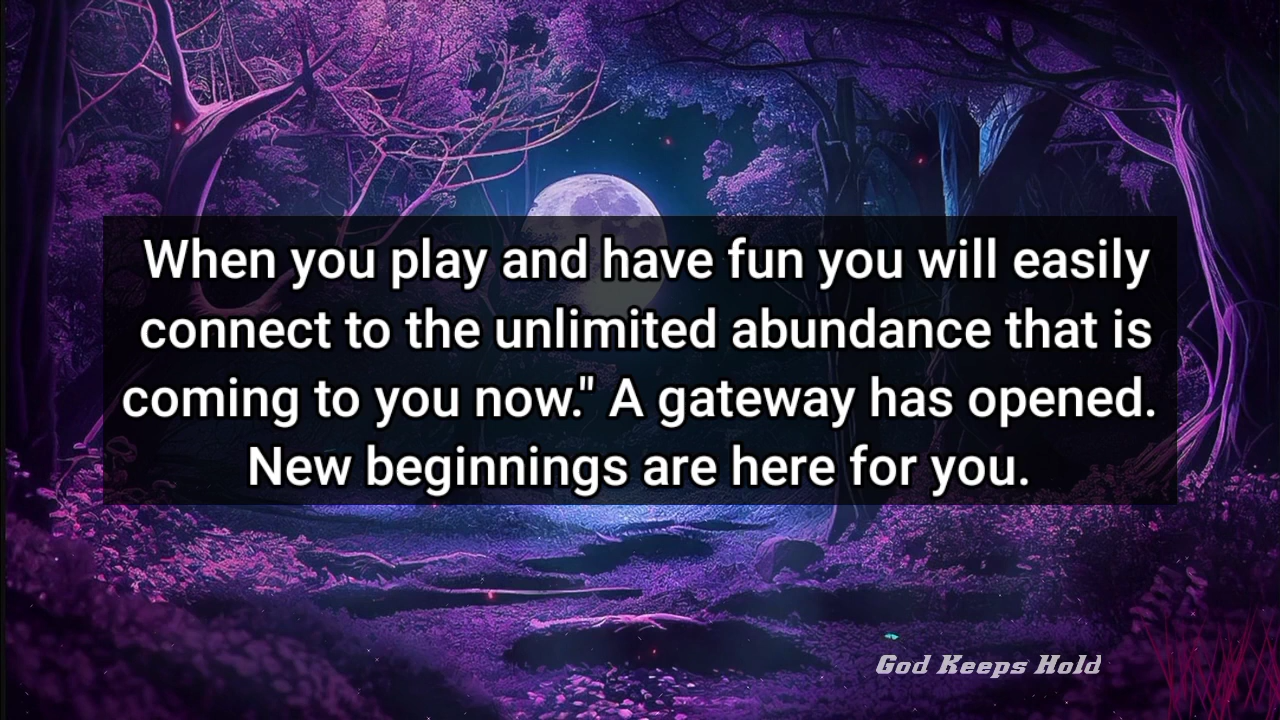 When you play and have fun you will easily
connect to the unlimited abundance that is
coming to you now." A gateway has opened.
New beginnings are here for you.
God Keeps Hold